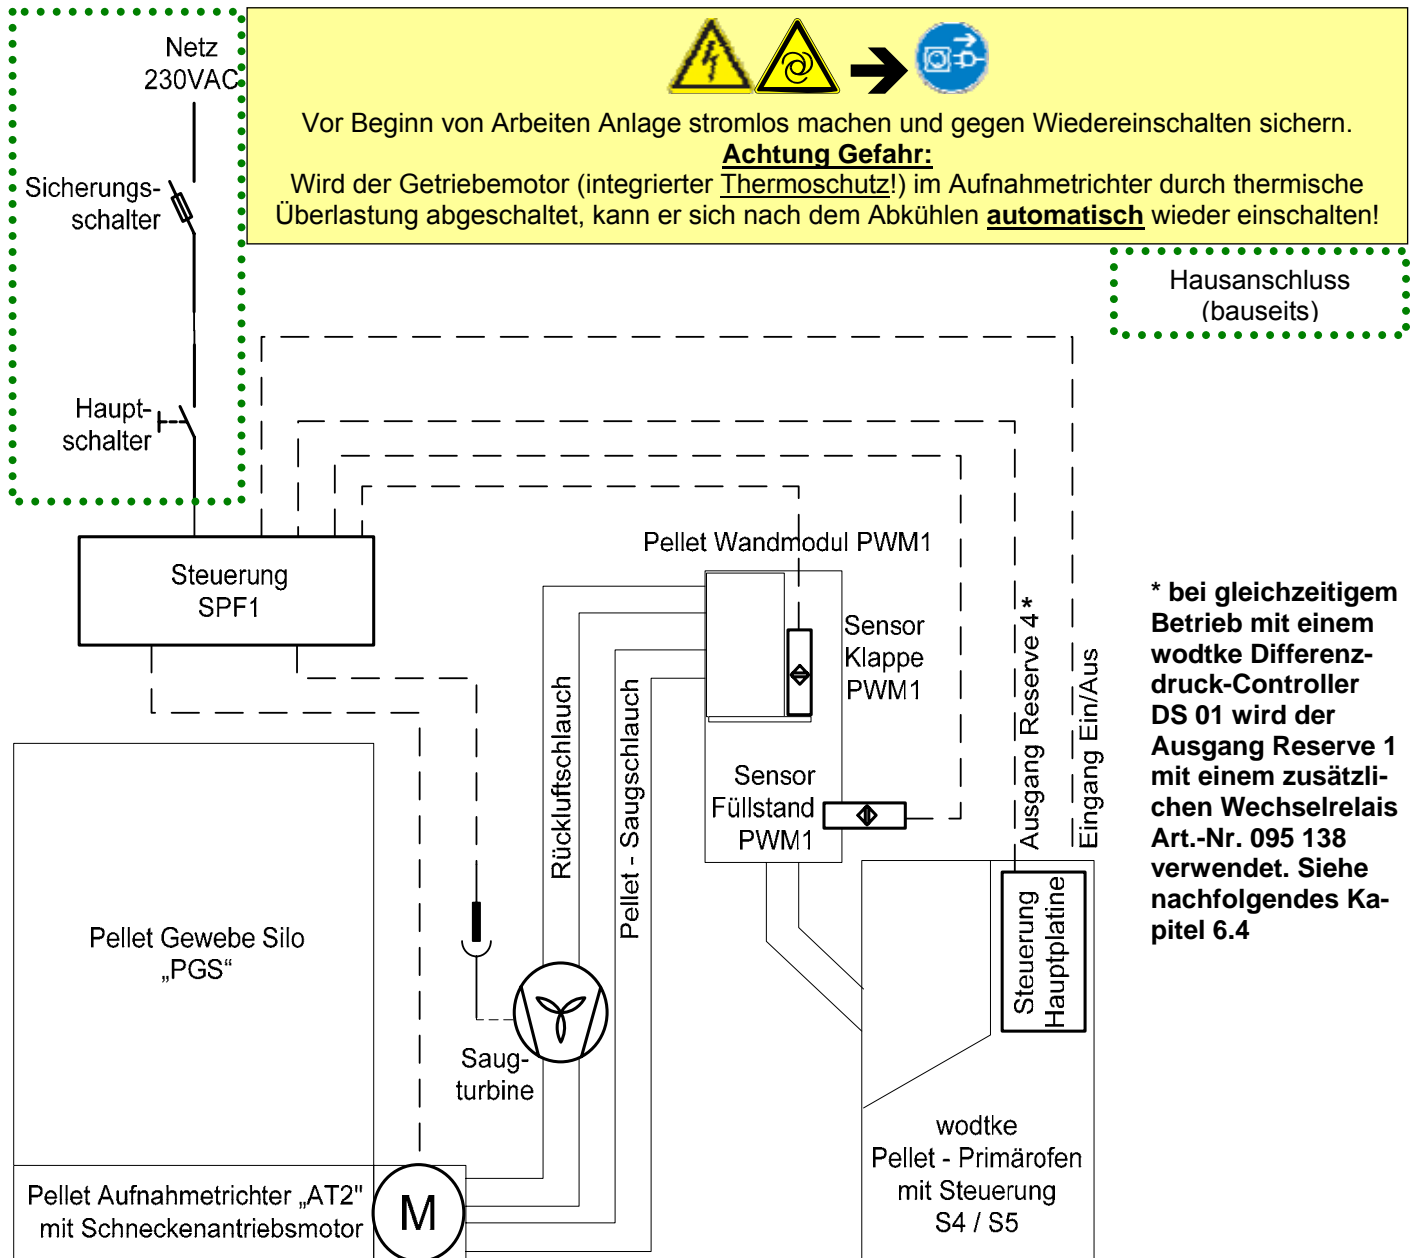 Netz
230VAC
Sicherungs-
schalter
Haupt-
schalter
Vor Beginn von Arbeiten Anlage stromlos machen und gegen Wiedereinschalten sichern.
Achtung Gefahr:
Wird der Getriebemotor (integrierter Thermoschutz!) im Aufnahmetrichter durch thermische
Überlastung abgeschaltet, kann er sich nach dem Abkühlen automatisch wieder einschalten!
Hausanschluss
(bauseits)
Steuerung
SPF1
Pellet Wandmodul PWM1
Sensor
Klappe
PWM1
Sensor
Füllstand
PWM1
Rückluftschlauch
Pellet - Saugschlauch
Ausgang Reserve 4*
Eingang Ein/Aus
* bei gleichzeitigem
Betrieb mit einem
wodtke Differenz-
druck-Controller
DS 01 wird der
Ausgang Reserve 1
mit einem zusätzli-
chen Wechselrelais
Art.-Nr. 095 138
verwendet. Siehe
nachfolgendes Ka-
pitel 6.4
Pellet Gewebe Silo
„PGS“
Saug-
turbine
Steuerung
Hauptplatine
wodtke
Pellet - Primärofen
mit Steuerung
S4 / S5
Pellet Aufnahmetrichter „AT2"
mit Schneckenantriebsmotor
M